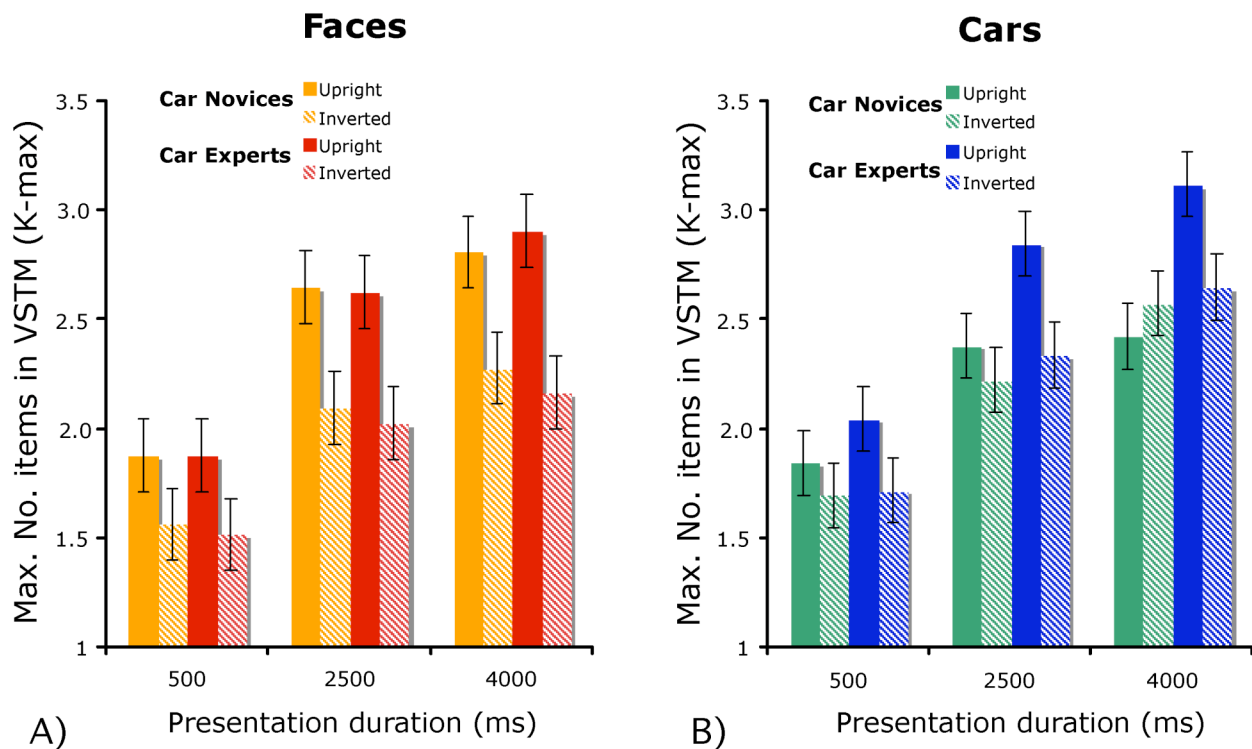 Faces
Car Novices
Upright
Inverted
Car Experts
Upright
Inverted
Max. No. items in VSTM (K-max)
3.5
3.0
2.5
2.0
1.5
1
500
2500
4000
Presentation duration (ms)
A)
Cars
Car Novices
Upright
Inverted
Car Experts
Upright
Inverted
Max. No. items in VSTM (K-max)
3.5
3.0
2.5
2.0
1.5
1
500
2500
4000
Presentation duration (ms)
B)